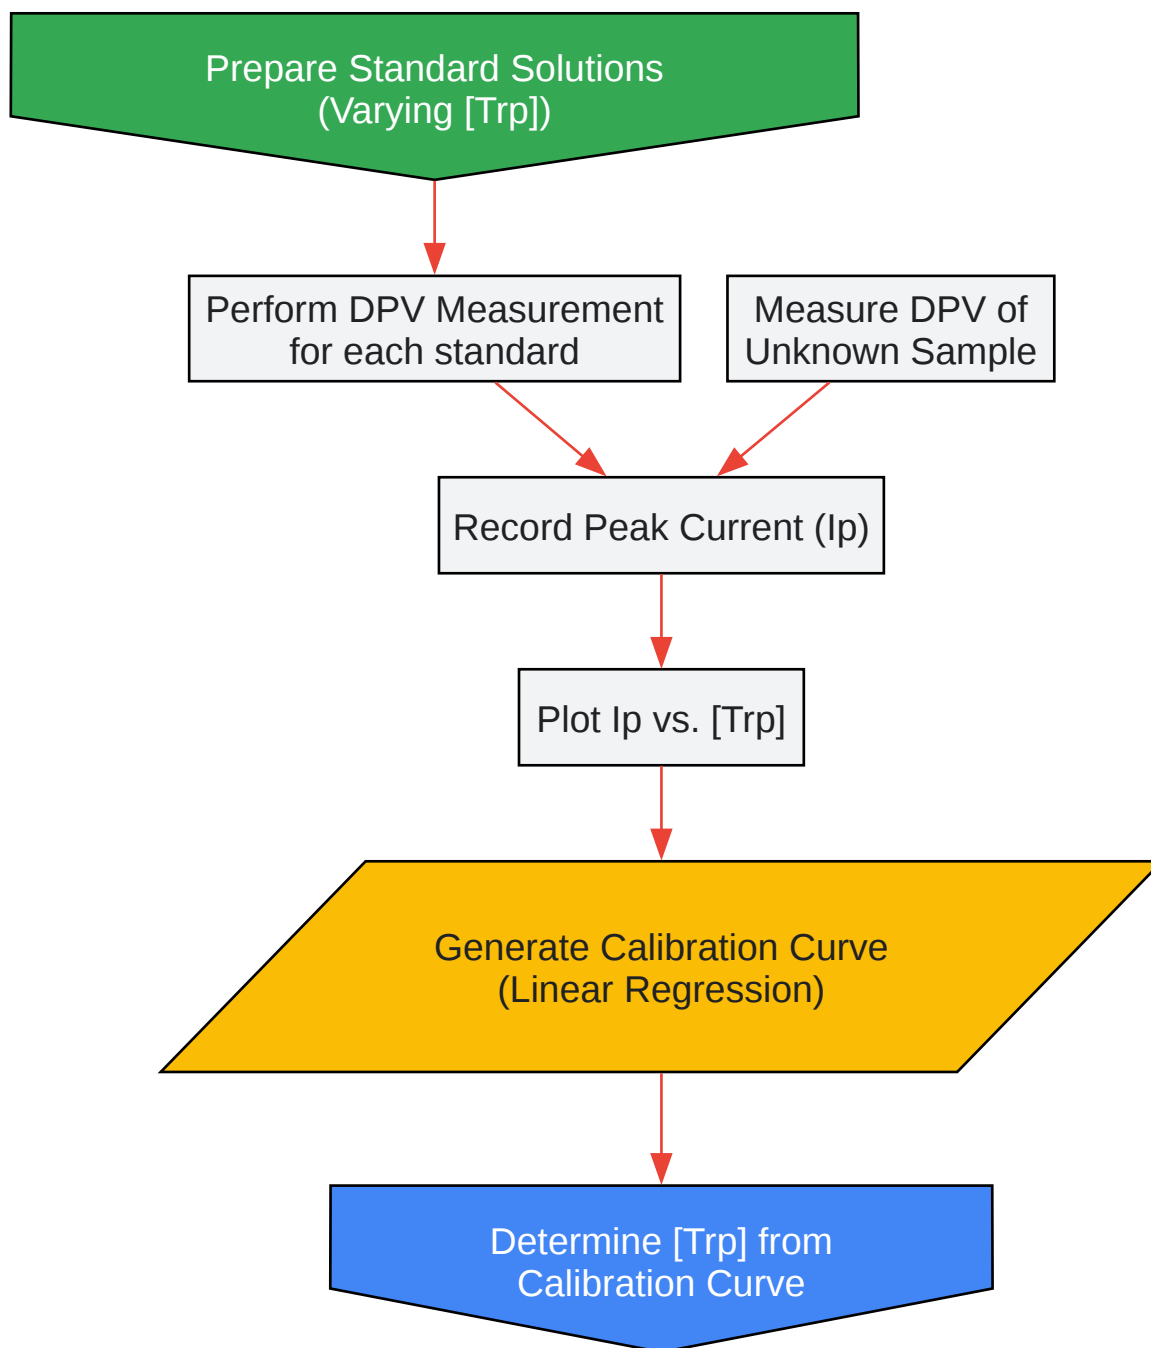 Prepare Standard Solutions
(Varying [Trp])
Perform DPV Measurement
for each standard
Measure DPV of
Unknown Sample
Record Peak Current (Ip)
Plot Ip vs. [Trp]
Generate Calibration Curve
(Linear Regression)
Determine [Trp] from
Calibration Curve